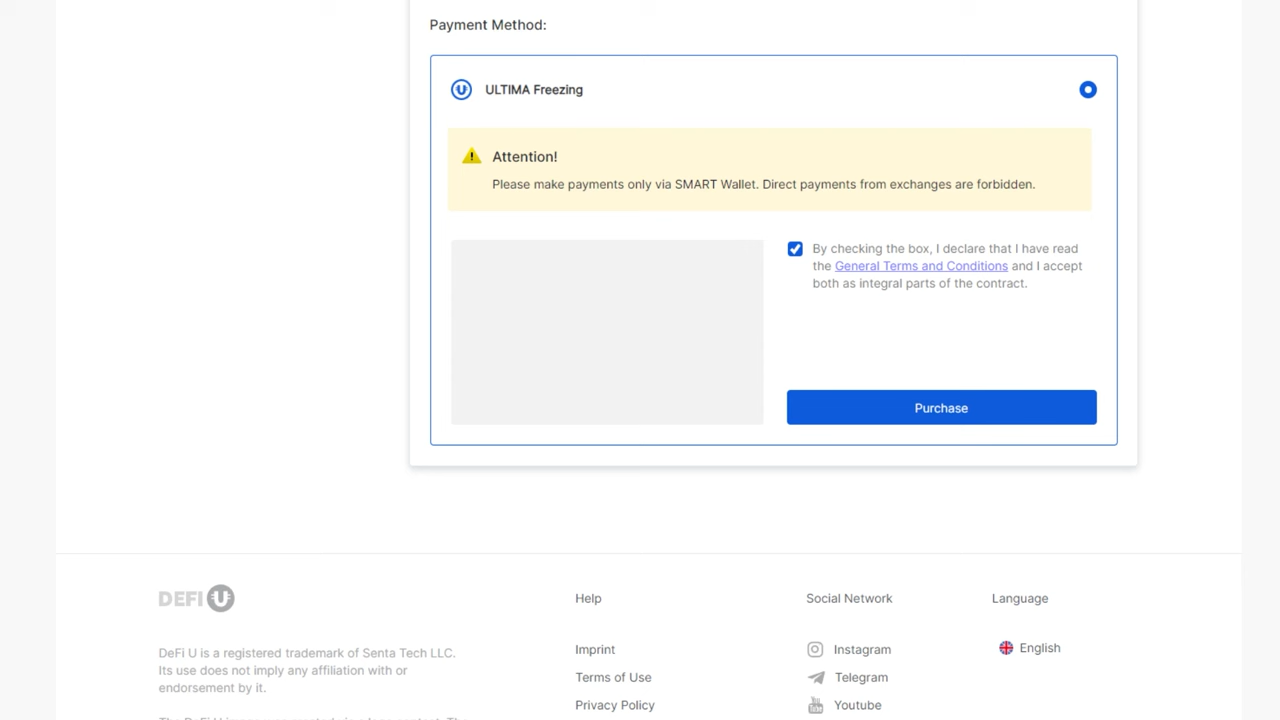 Payment Method:
ULTIMA Freezing
Attention!
Please make payments only via SMART Wallet. Direct payments from exchanges are forbidden.
By checking the box, I declare that I have read
the General Terms and Conditions and I accept
both as integral parts of the contract.
Purchase
DEFI U
Help
Social Network
Language
DeFi U is a registered trademark of Senta Tech LLC.
Its use does not imply any affiliation with or
endorsement by it.
Imprint
Terms of Use
Privacy Policy
Instagram
Telegram
Youtube
English